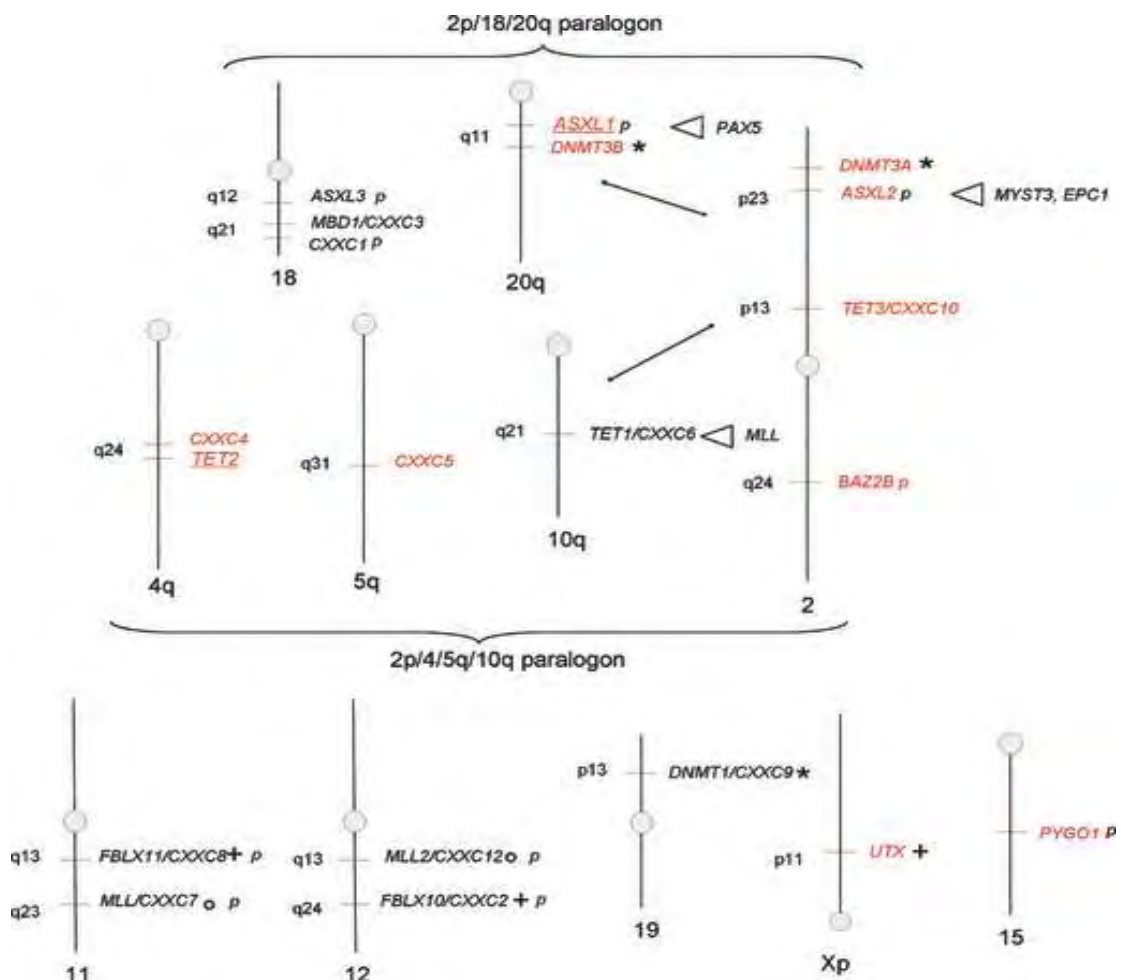 2p/18/20q paralogon
q11
ASXL1 p
PAX5
DNMT3B *
DNMT3A *
p23
ASXL2 p
MYST3, EPC1
q12
ASXL3 p
q21
MBD1/CXXC3
CXXC1 P
18
20q
p13
TET3/CXXC10
q24
CXXC4
TET2
q31
CXXC5
q21
TET1/CXXC6
MLL
q24
BAZ2B p
10q
4q
5q
2
2p/4/5q/10q paralogon
p13
DNMT1/CXXC9 *
q13
FBLX11/CXXC8 + p
q13
MLL2/CXXC12 o p
p11
UTX +
PYGO1 p
q23
MLL/CXXC7 o p
q24
FBLX10/CXXC2 + p
11
12
19
Xp
15